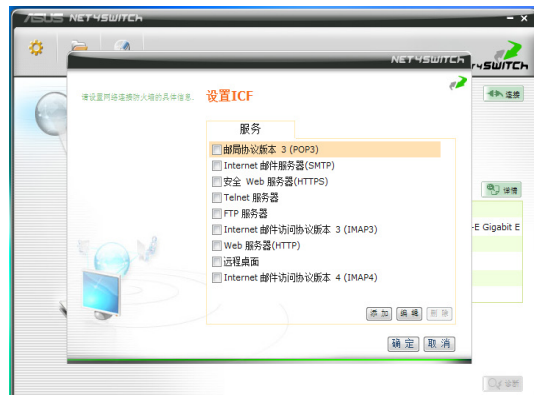 ASUS NET4SWITCH
NET4SWITCH
请设置网络连接防火墙的具体信息.
设置ICF
服务
邮局协议版本 3 (POP3)
Internet 邮件服务器(SMTP)
安全 Web 服务器(HTTPS)
Telnet 服务器
FTP 服务器
Internet 邮件访问协议版本 3 (IMAP3)
Web 服务器(HTTP)
远程桌面
Internet 邮件访问协议版本 4 (IMAP4)
添加 编辑 删除
确定 取消
SWITCH
连接
详情
-E Gigabit E
诊断